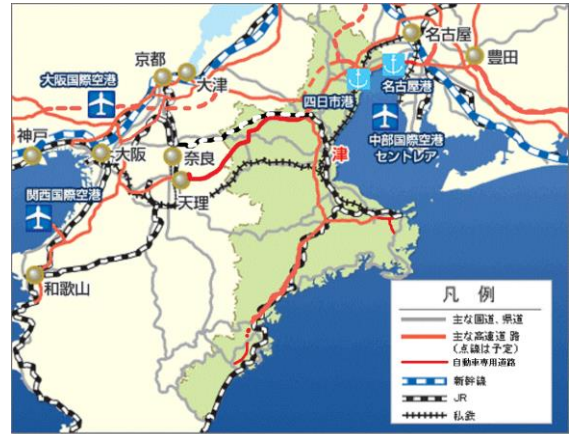 名古屋
京都
豊田
大阪国際空港
大津
四日市港
名古屋港
神戸
大阪
奈良
津
中部国際空港
セントレア
関西国際空港
天理
和歌山
凡 例
主な国道、県道
主な高速道 路
(点線は予定)
自動車専用道路
新幹線
JR
私鉄